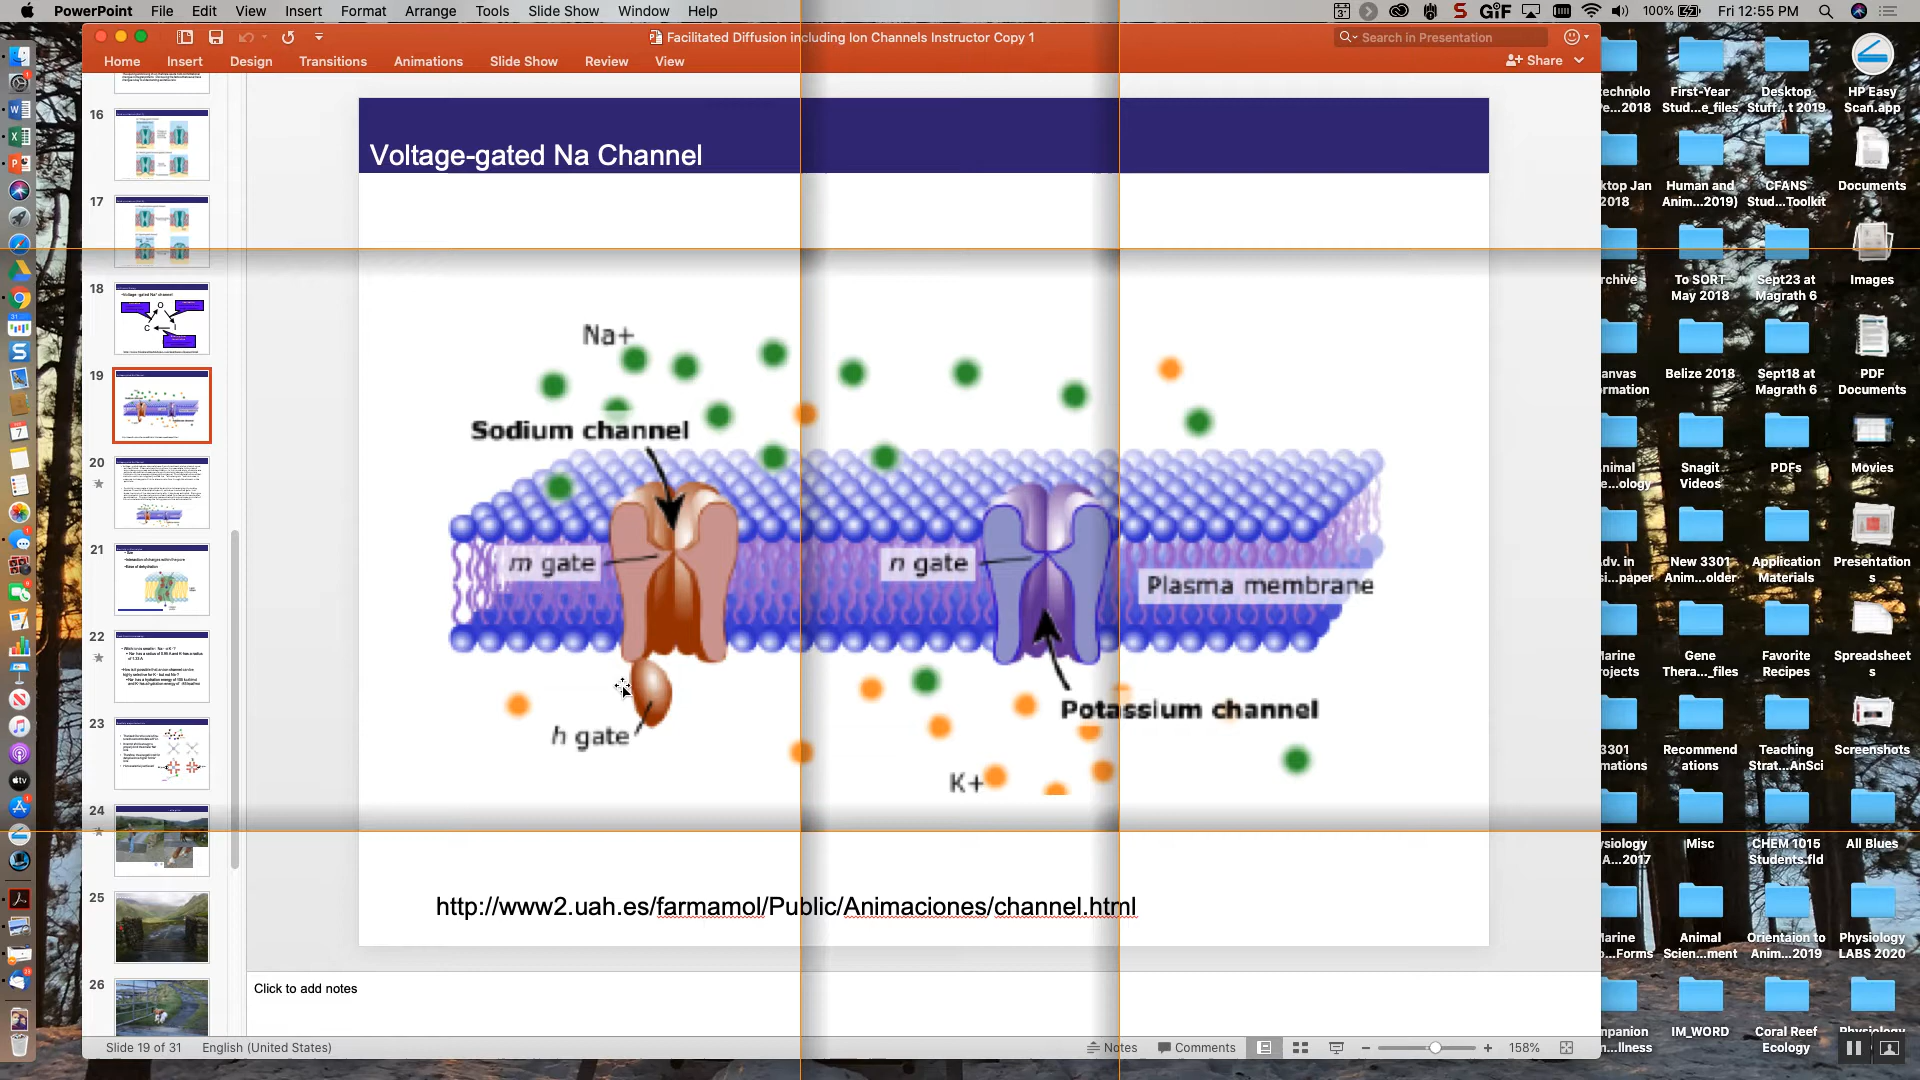 PowerPoint File Edit View Insert Format Arrange Tools Slide Show Window Help
100% Fri 12:55 PM
Facilitated Diffusion including Ion Channels Instructor Copy 1
Search in Presentation
Home Insert Design Transitions Animations Slide Show Review View
Share
16
17
18
19
20
21
22
23
24
25
26
Voltage-gated Na Channel
Na+
Sodium channel
m gate
n gate
Plasma membrane
h gate
Potassium channel
K+
http://www2.uah.es/farmamol/Public/Animaciones/channel.html
Click to add notes
Slide 19 of 31 English (United States)
Notes Comments 158%
First-Year
Stud...e_files
Desktop
Stuff...t 2019
HP Easy
Scan.app
Human and
Anim...2019)
CFANS
Stud...Toolkit
Documents
To SORT
May 2018
Sept23 at
Magrath 6
Images
Belize 2018
Sept18 at
Magrath 6
PDF
Documents
Snagit
Videos
PDFs
Movies
New 3301
Anim...older
Application
Materials
Presentation
s
Gene
Thera..._files
Favorite
Recipes
Spreadsheet
s
Recommend
ations
Teaching
Strat...AnSci
Screenshots
Misc
CHEM 1015
Students.fld
All Blues
Animal
Scien...ment
Orientaion to
Anim...2019
Physiology
LABS 2020
IM_WORD
Coral Reef
Ecology